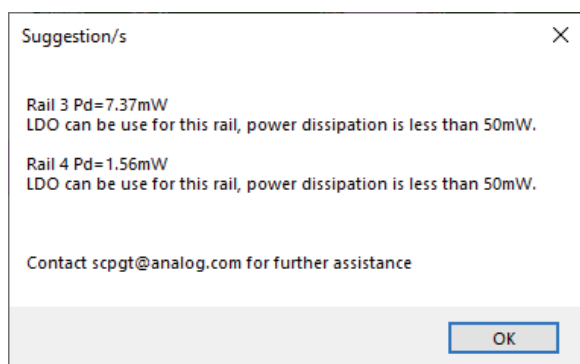 Suggestion/s
Rail 3 Pd=7.37mW
LDO can be use for this rail, power dissipation is less than 50mW.
Rail 4 Pd=1.56mW
LDO can be use for this rail, power dissipation is less than 50mW.
Contact scpgt@analog.com for further assistance
OK